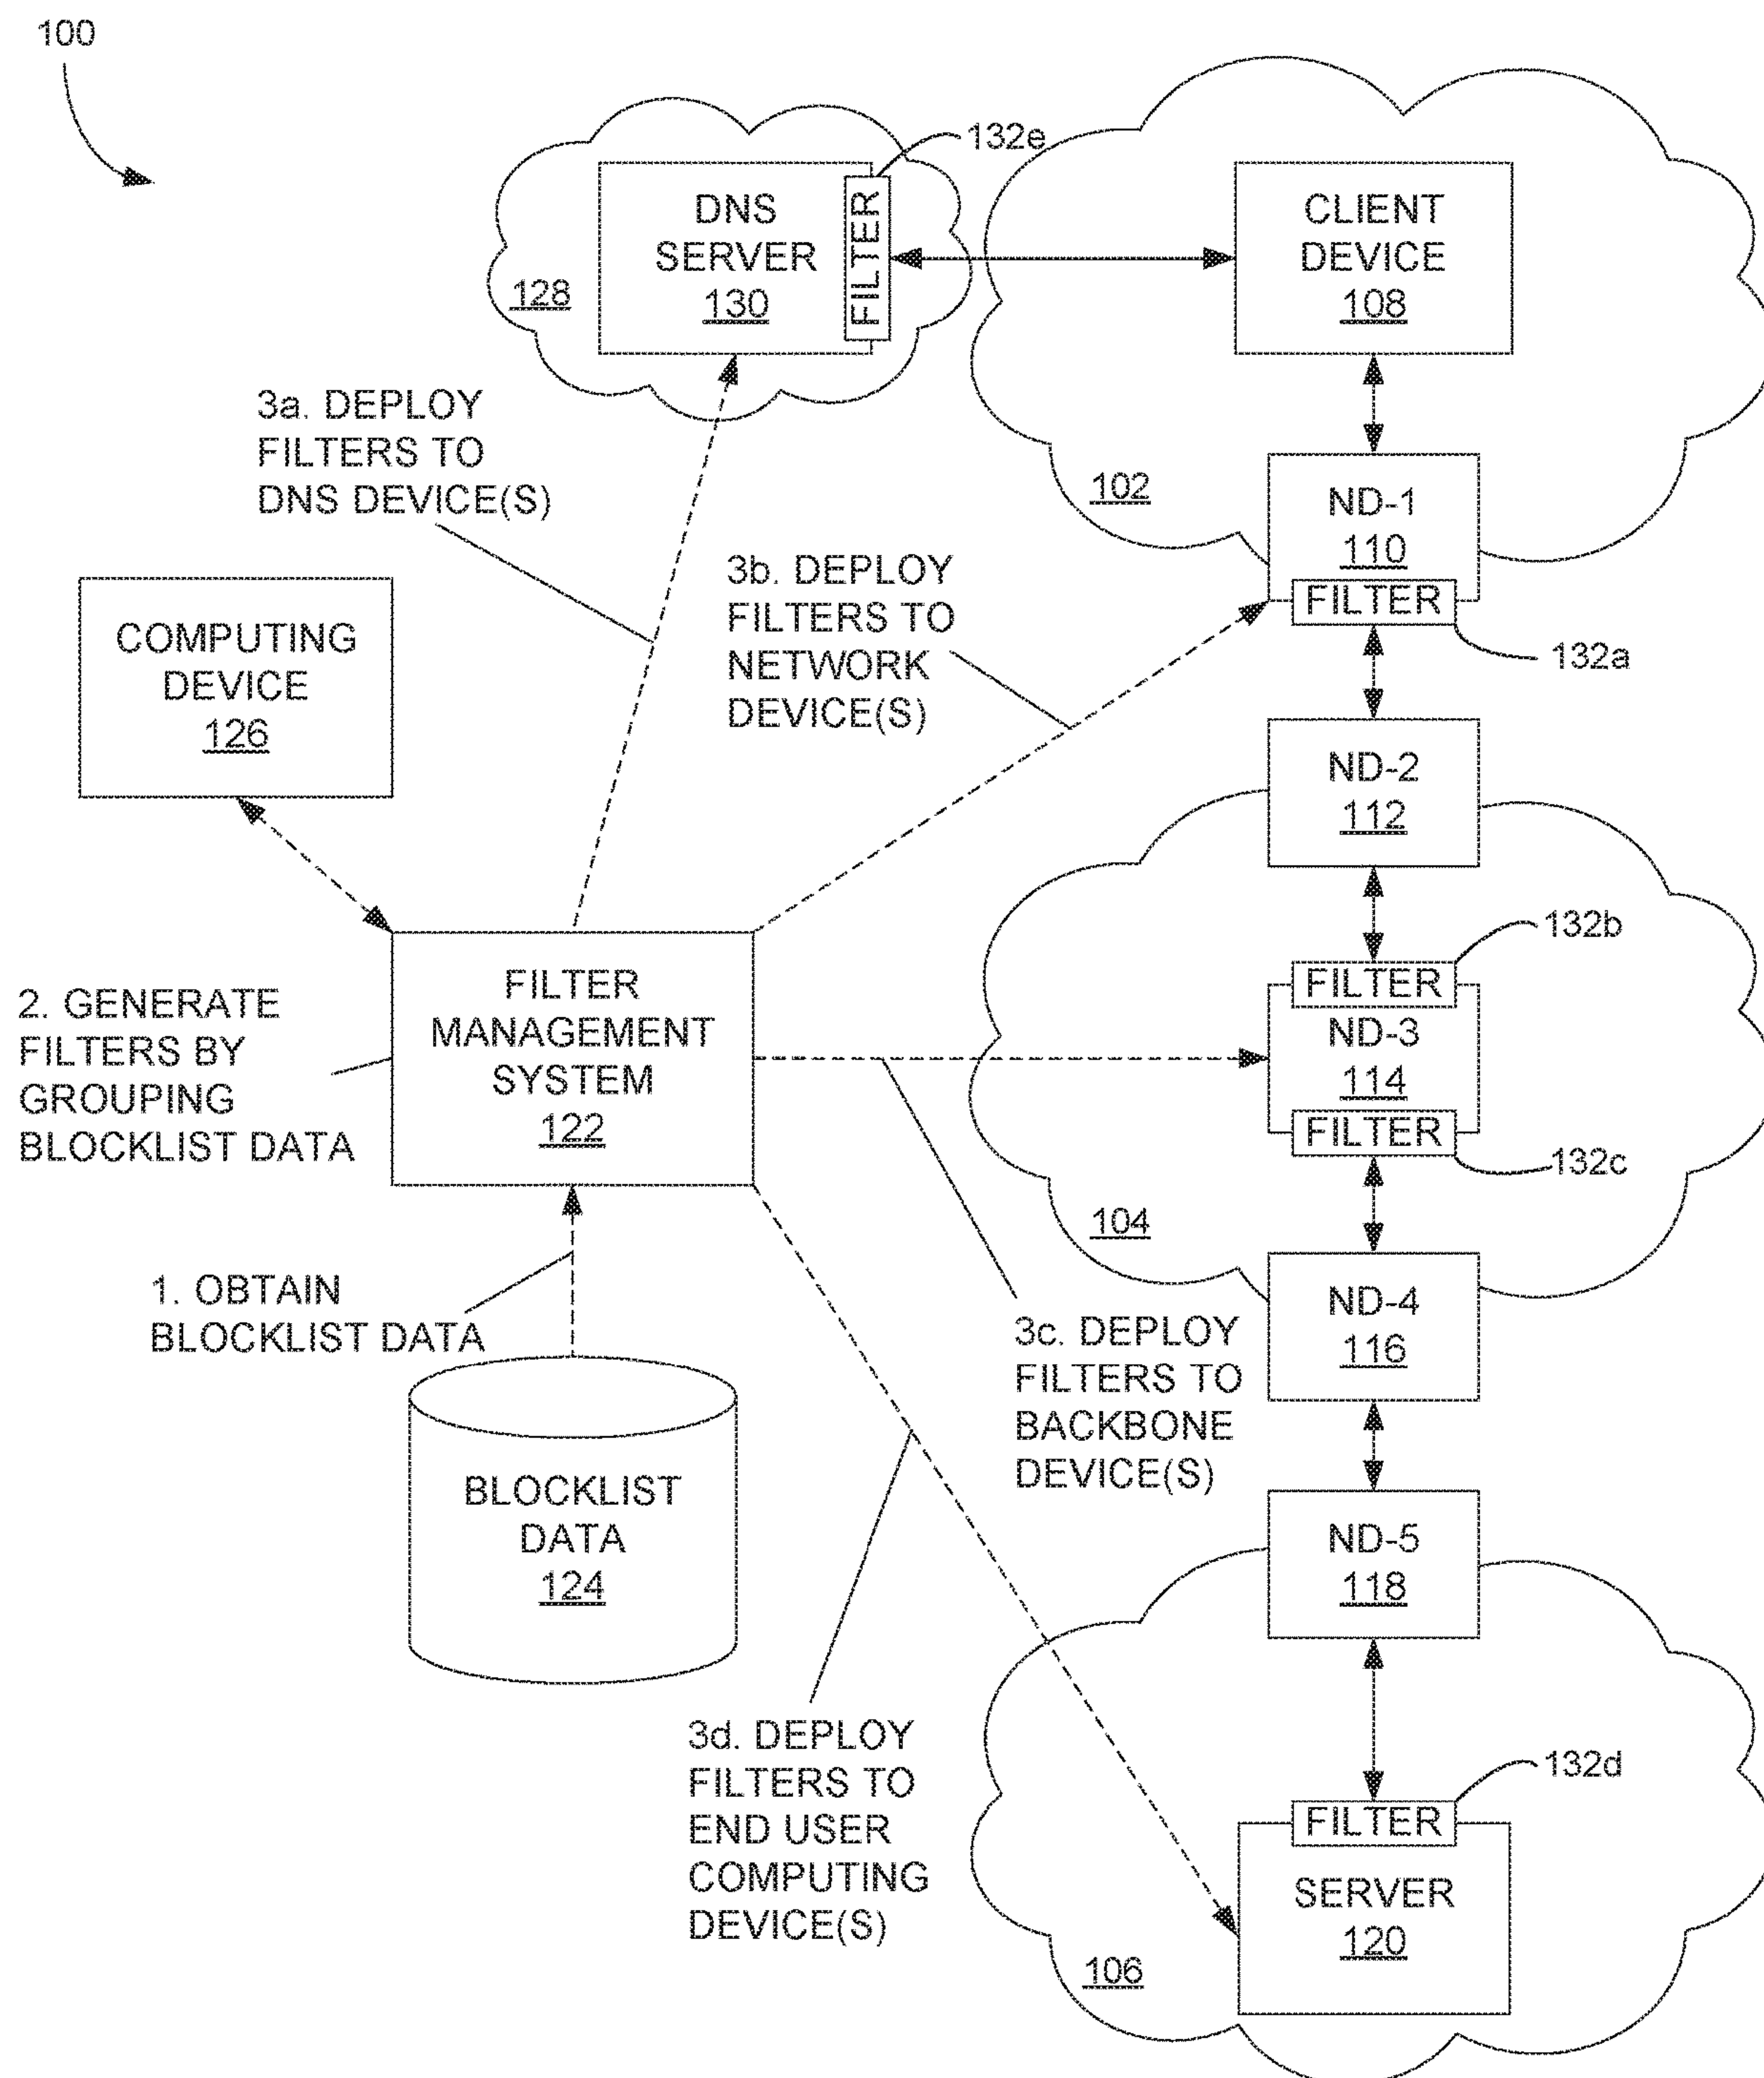 100
132e
DNS
SERVER
130
FILTER
128
CLIENT
DEVICE
108
3a. DEPLOY
FILTERS TO
DNS DEVICE(S)
102
ND-1
110
FILTER
132a
3b. DEPLOY
FILTERS TO
NETWORK
DEVICE(S)
COMPUTING
DEVICE
126
ND-2
112
132b
FILTER
ND-3
114
FILTER
132c
104
2. GENERATE
FILTERS BY
GROUPING
BLOCKLIST DATA
FILTER
MANAGEMENT
SYSTEM
122
1. OBTAIN
BLOCKLIST DATA
3c. DEPLOY
FILTERS TO
BACKBONE
DEVICE(S)
ND-4
116
BLOCKLIST
DATA
124
ND-5
118
3d. DEPLOY
FILTERS TO
END USER
COMPUTING
DEVICE(S)
132d
FILTER
SERVER
120
106